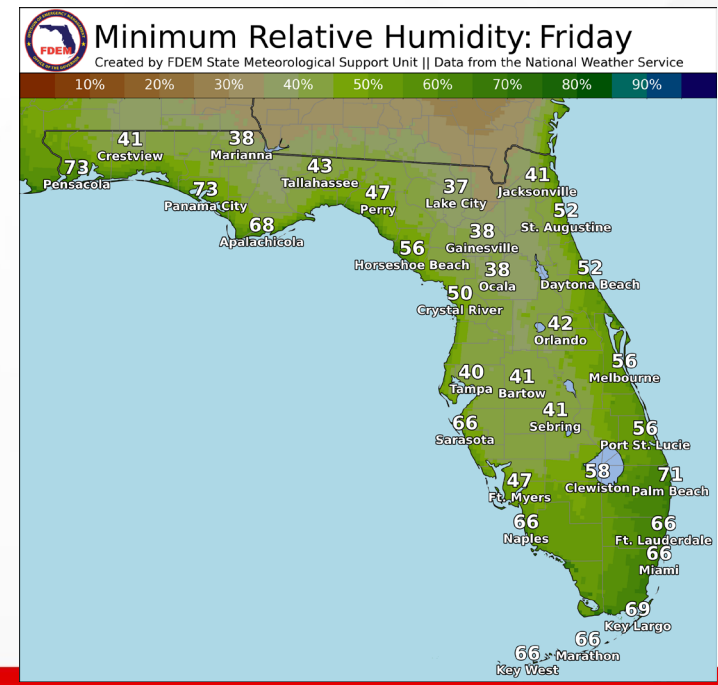 FDEM
Minimum Relative Humidity: Friday
Created by FDEM State Meteorological Support Unit || Data from the National Weather Service
10% 20% 30% 40% 50% 60% 70% 80% 90%
41
Crestview
38
Marianna
73
Pensacola
43
Tallahassee
73
Panama City
47
Perry
37
Lake City
41
Jacksonville
68
Apalachicola
52
St. Augustine
38
Gainesville
56
Horseshoe Beach
38
Ocala
52
Daytona Beach
50
Crystal River
42
Orlando
56
Melbourne
40
Tampa
41
Bartow
41
Sebring
66
Sarasota
56
Port St. Lucie
58
Clewiston
71
Palm Beach
47
Ft. Myers
66
Naples
66
Ft. Lauderdale
66
Miami
69
Key Largo
66
Marathon
66
Key West